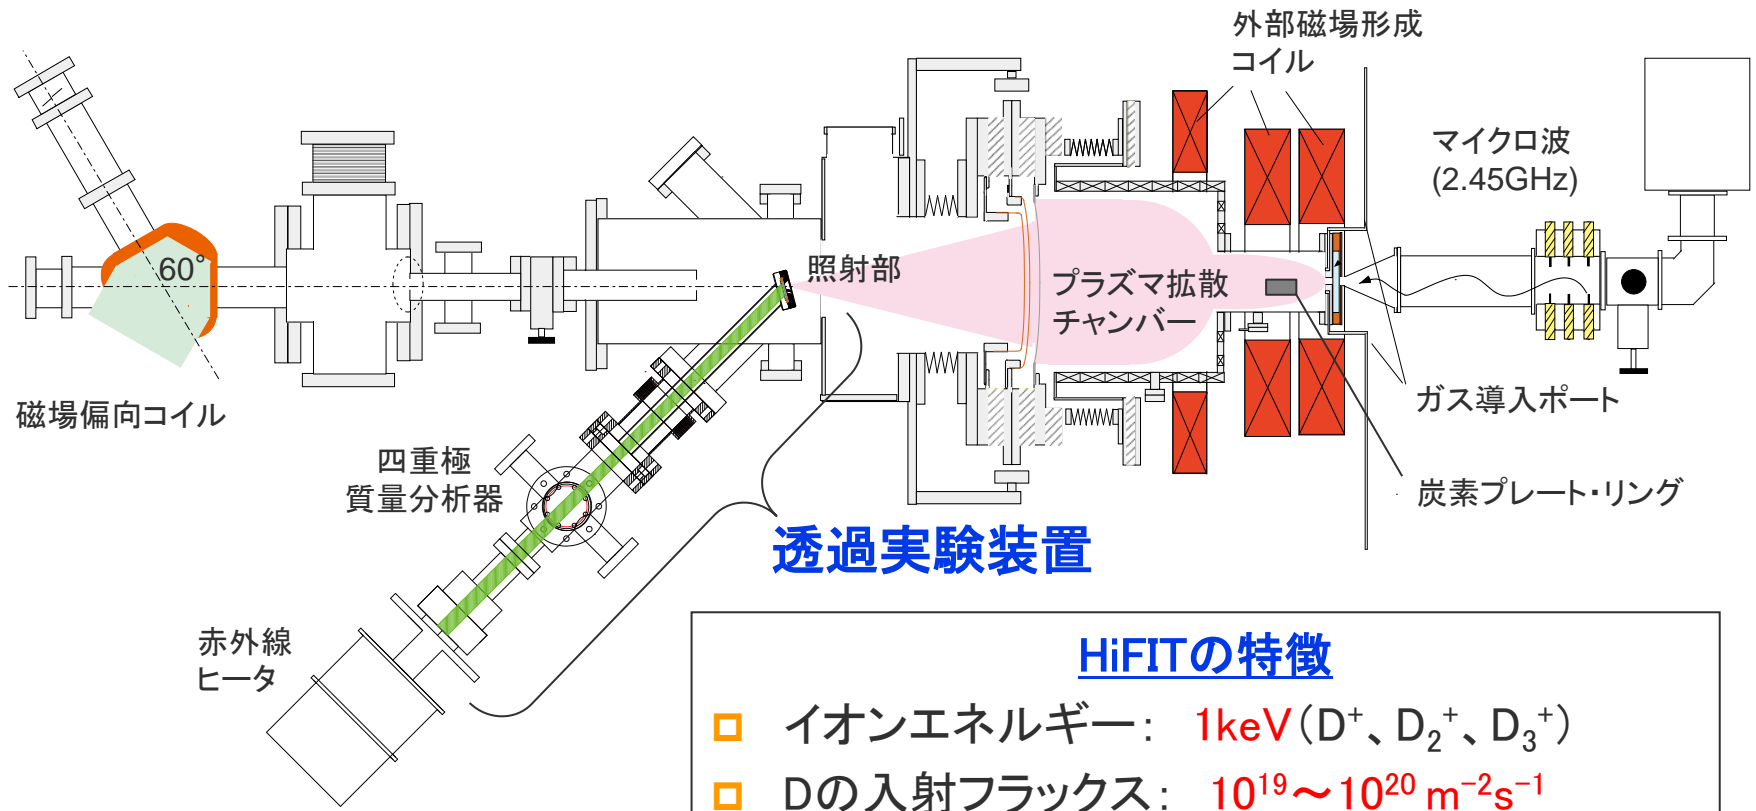 外部磁場形成
コイル
マイクロ波
(2.45GHz)
60°
照射部
プラズマ拡散
チャンバー
磁場偏向コイル
ガス導入ポート
四重極
質量分析器
炭素プレート・リング
透過実験装置
赤外線
ヒータ
HiFITの特徴
イオンエネルギー: 1keV(D⁺、D₂⁺、D₃⁺)
Dの入射フラックス: 10¹⁹～10²⁰ m⁻²s⁻¹